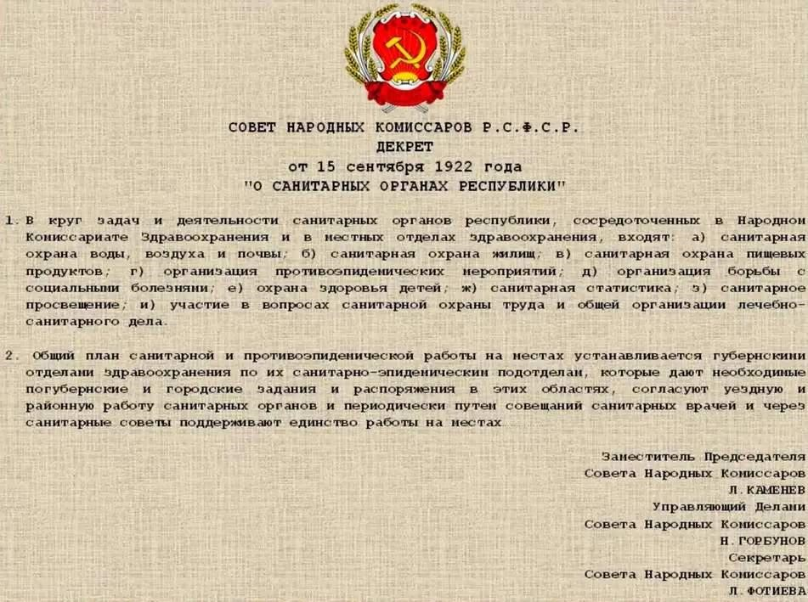 СОВЕТ НАРОДНЫХ КОМИССАРОВ Р.С.Ф.С.Р.
ДЕКРЕТ
от 15 сентября 1922 года
"О САНИТАРНЫХ ОРГАНАХ РЕСПУБЛИКИ"
1. В круг задач и деятельности санитарных органов республики, сосредоточенных в Народном
Комиссариате Здравоохранения и в местных отделах здравоохранения, входят: а) санитарная
охрана воды, воздуха и почвы; б) санитарная охрана жилищ; в) санитарная охрана пищевых
продуктов; г) организация противоэпидемических мероприятий; д) организация борьбы с
социальными болезнями; е) охрана здоровья детей; ж) санитарная статистика; з) санитарное
просвещение; и) участие в вопросах санитарной охраны труда и общей организации лечебно-
санитарного дела.
2. Общий план санитарной и противоэпидемической работы на местах устанавливается губернскими
отделами здравоохранения по их санитарно-эпидемическим подотделам, которые дают необходимые
погубернские и городские задания и распоряжения в этих областях, согласуют уездную и
районную работу санитарных органов и периодически путем совещаний санитарных врачей и через
санитарные советы поддерживают единство работы на местах.
Заместитель Председателя
Совета Народных Комиссаров
Л.КАМЕНЕВ
Управляющий Делами
Совета Народных Комиссаров
Н.ГОРБУНОВ
Секретарь
Совета Народных Комиссаров
Л.ФОТИЕВА